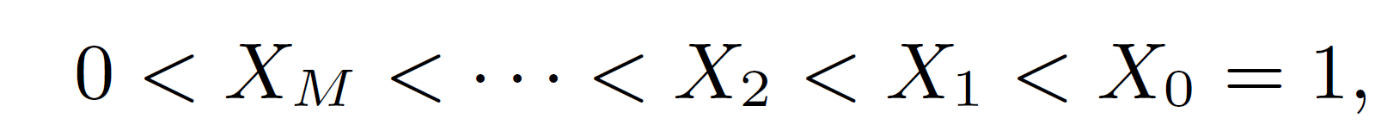 0 < X_M < ⋯ < X_2 < X_1 < X_0 = 1,